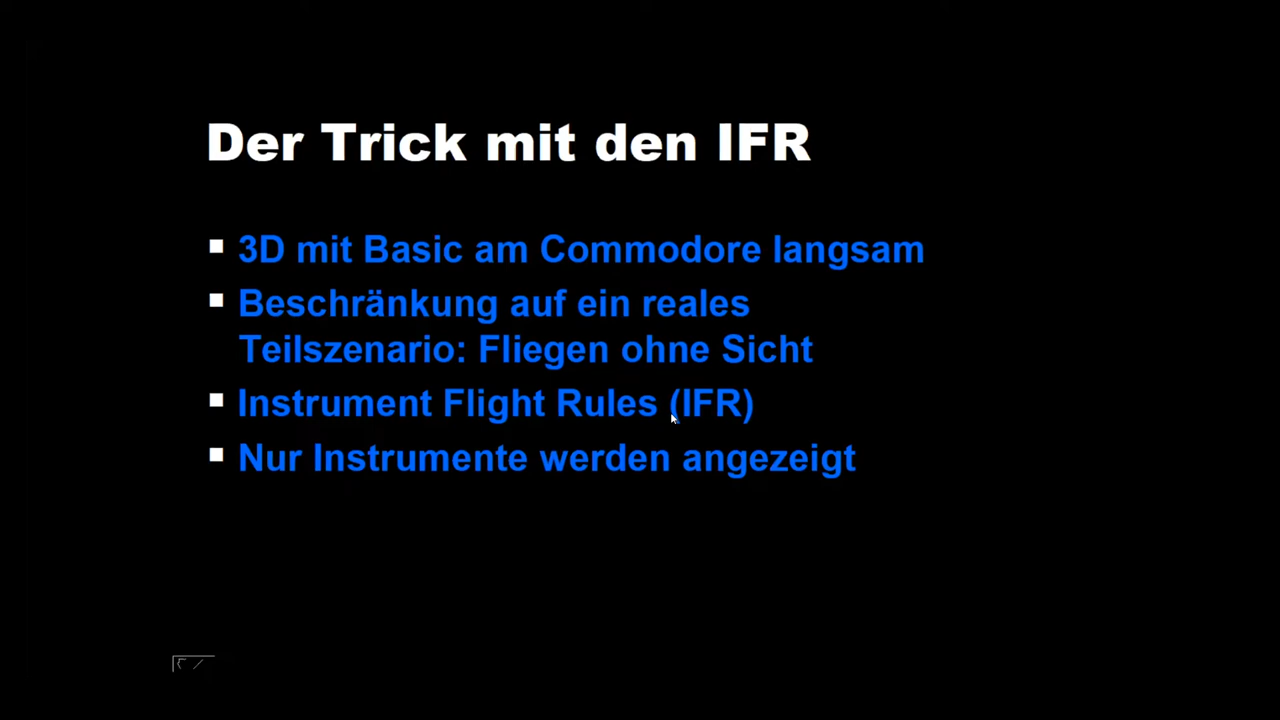 Der Trick mit den IFR
3D mit Basic am Commodore langsam
Beschränkung auf ein reales
Teilszenario: Fliegen ohne Sicht
Instrument Flight Rules (IFR)
Nur Instrumente werden angezeigt